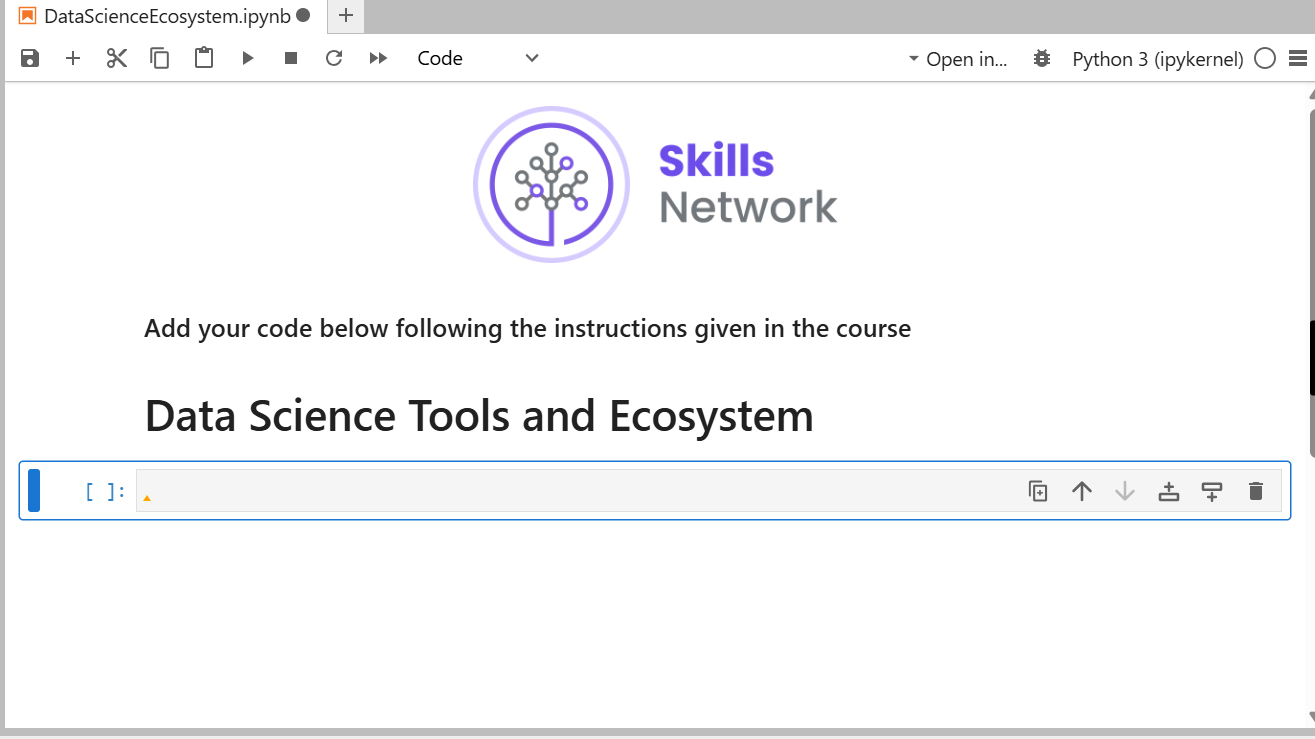 DataScienceEcosystem.ipynb
Code
Open in...
Python 3 (ipykernel)
Skills
Network
Add your code below following the instructions given in the course
Data Science Tools and Ecosystem
[ ]: